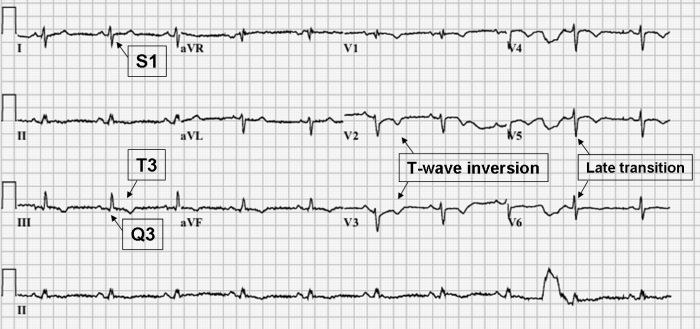 I
aVR
V1
V4
S1
II
aVL
V2
V5
T3
T-wave inversion
Late transition
III
aVF
V3
V6
Q3
II